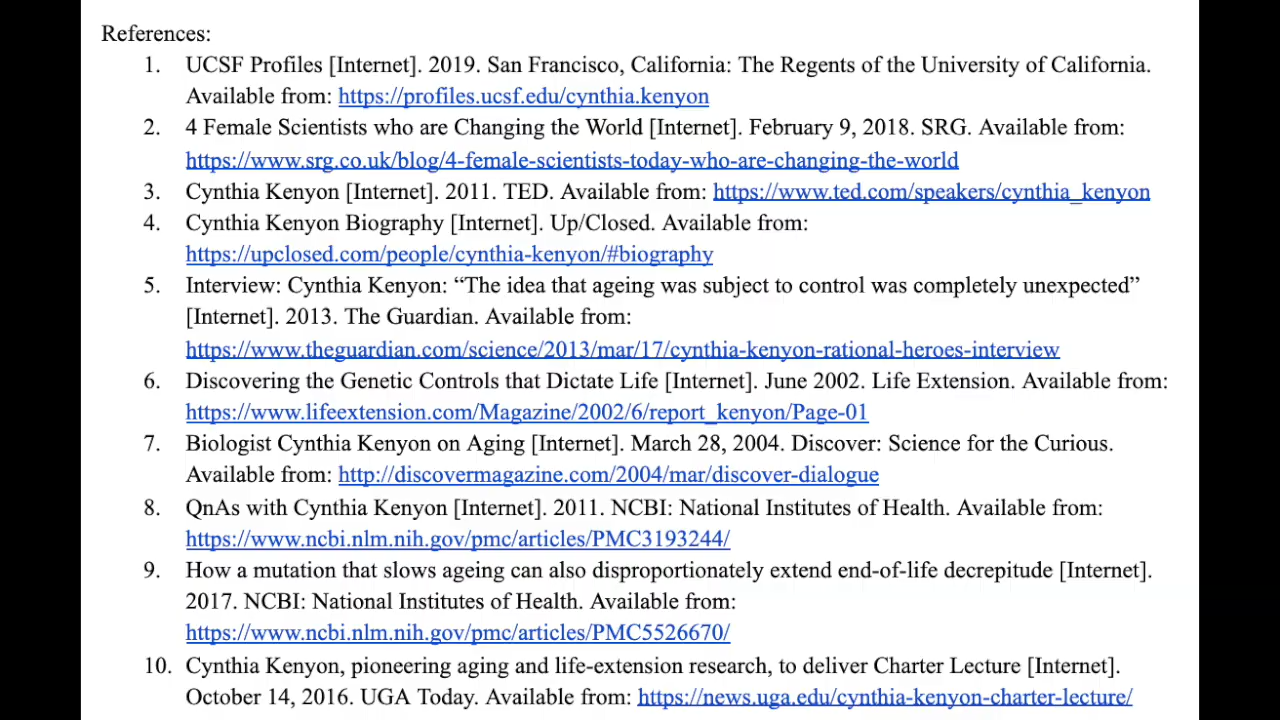 References:
1. UCSF Profiles [Internet]. 2019. San Francisco, California: The Regents of the University of California.
Available from: https://profiles.ucsf.edu/cynthia.kenyon
2. 4 Female Scientists who are Changing the World [Internet]. February 9, 2018. SRG. Available from:
https://www.srg.co.uk/blog/4-female-scientists-today-who-are-changing-the-world
3. Cynthia Kenyon [Internet]. 2011. TED. Available from: https://www.ted.com/speakers/cynthia_kenyon
4. Cynthia Kenyon Biography [Internet]. Up/Closed. Available from:
https://upclosed.com/people/cynthia-kenyon/#biography
5. Interview: Cynthia Kenyon: “The idea that ageing was subject to control was completely unexpected”
[Internet]. 2013. The Guardian. Available from:
https://www.theguardian.com/science/2013/mar/17/cynthia-kenyon-rational-heroes-interview
6. Discovering the Genetic Controls that Dictate Life [Internet]. June 2002. Life Extension. Available from:
https://www.lifeextension.com/Magazine/2002/6/report_kenyon/Page-01
7. Biologist Cynthia Kenyon on Aging [Internet]. March 28, 2004. Discover: Science for the Curious.
Available from: http://discovermagazine.com/2004/mar/discover-dialogue
8. QnAs with Cynthia Kenyon [Internet]. 2011. NCBI: National Institutes of Health. Available from:
https://www.ncbi.nlm.nih.gov/pmc/articles/PMC3193244/
9. How a mutation that slows ageing can also disproportionately extend end-of-life decrepitude [Internet].
2017. NCBI: National Institutes of Health. Available from:
https://www.ncbi.nlm.nih.gov/pmc/articles/PMC5526670/
10. Cynthia Kenyon, pioneering aging and life-extension research, to deliver Charter Lecture [Internet].
October 14, 2016. UGA Today. Available from: https://news.uga.edu/cynthia-kenyon-charter-lecture/